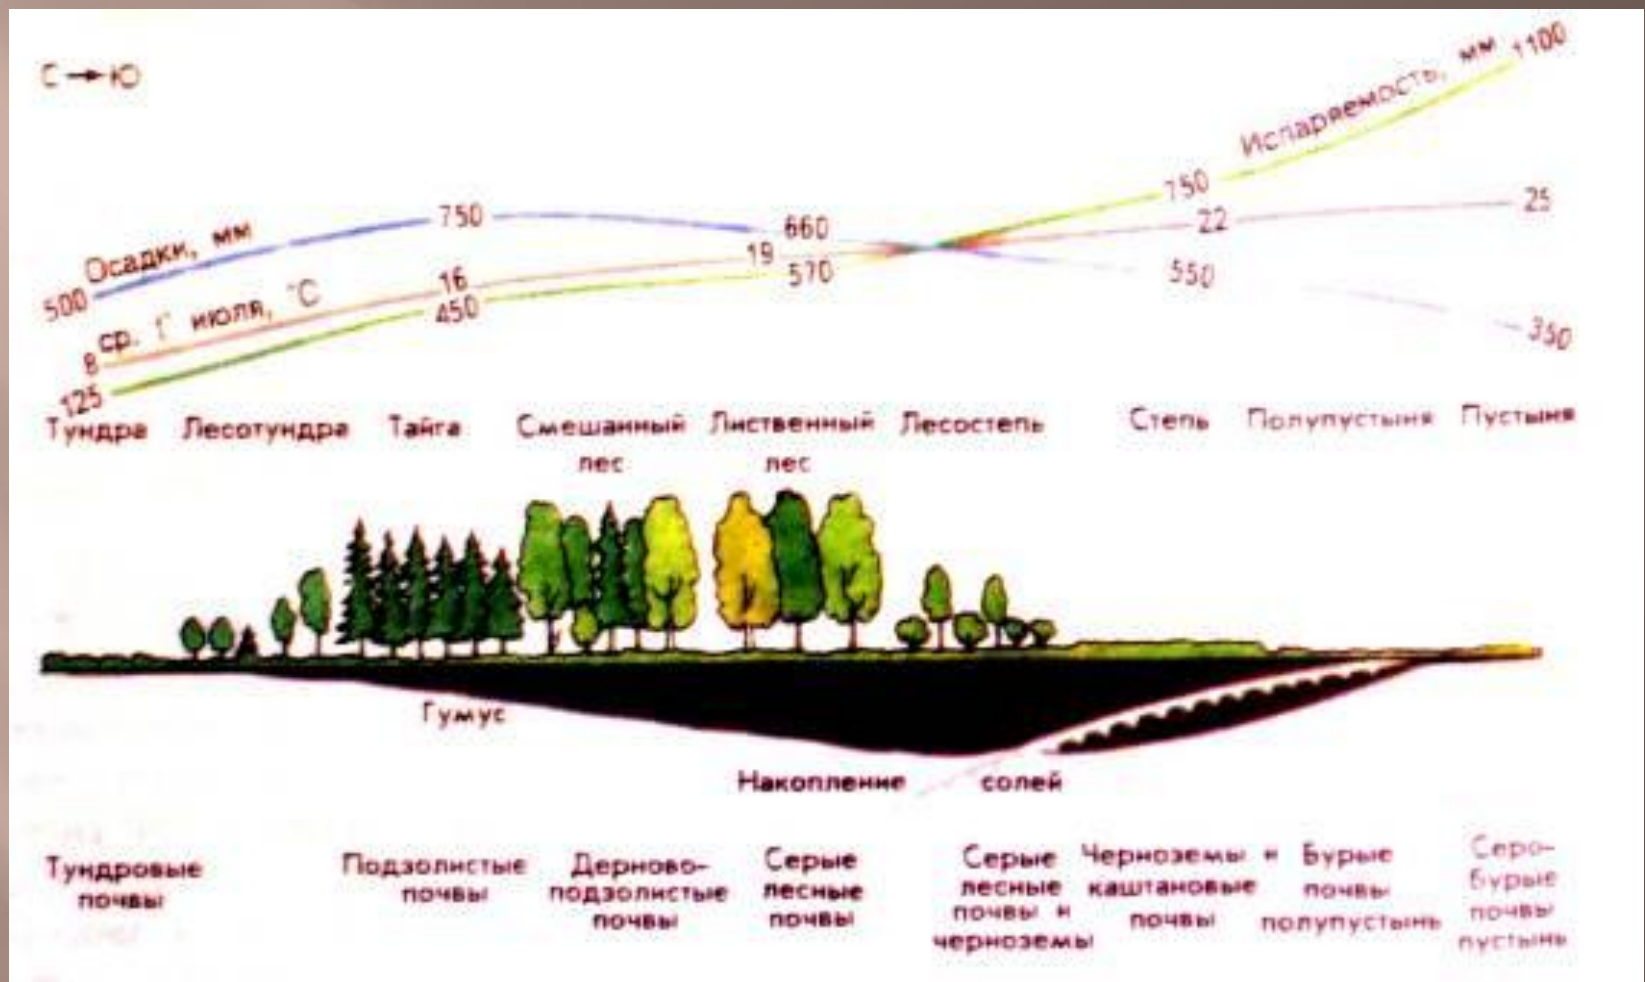 С → Ю
Испаряемость, мм 1100
750
25
22
Осадки, мм
500
750
660
19
570
550
350
ср. t° июля, °С
8
16
450
125
Тундра Лесотундра Тайга Смешанный лес Лиственный лес Лесостепь Степь Полупустыня Пустыня
Гумус
Накопление солей
Тундровые
почвы
Подзолистые
почвы
Дерново-
подзолистые
почвы
Серые
лесные
почвы
Серые
лесные
почвы и
черноземы
Черноземы и
каштановые
почвы
Бурые
почвы
полупустынь
Серо-
бурые
почвы
пустынь